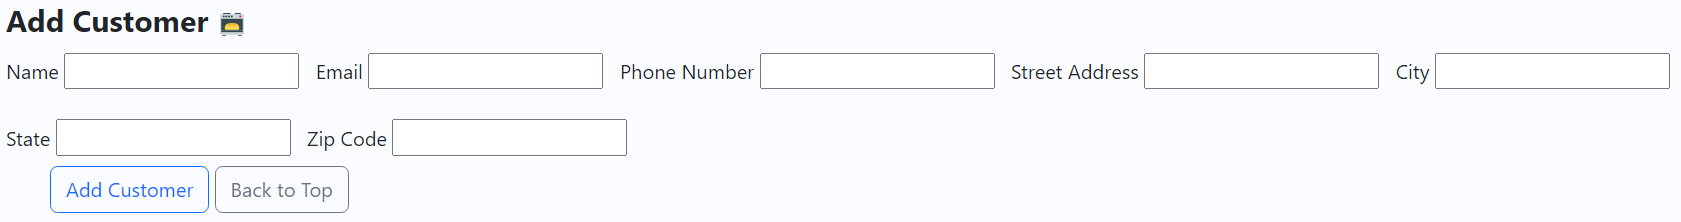 Add Customer
Name Email Phone Number Street Address City
State Zip Code
Add Customer Back to Top